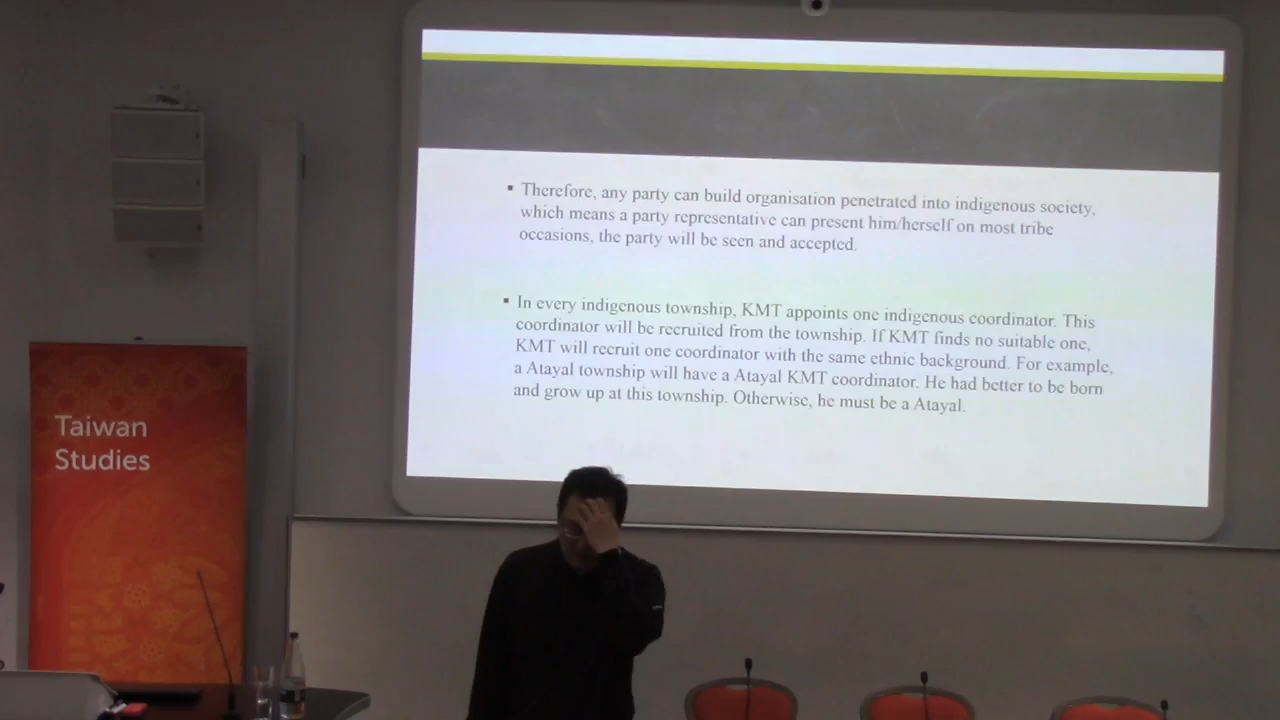 Therefore, any party can build organisation penetrated into indigenous society,
which means a party representative can present him/herself on most tribe
occasions, the party will be seen and accepted.
In every indigenous township, KMT appoints one indigenous coordinator. This
coordinator will be recruited from the township. If KMT finds no suitable one,
KMT will recruit one coordinator with the same ethnic background. For example,
a Atayal township will have a Atayal KMT coordinator. He had better to be born
and grow up at this township. Otherwise, he must be a Atayal.
Taiwan
Studies